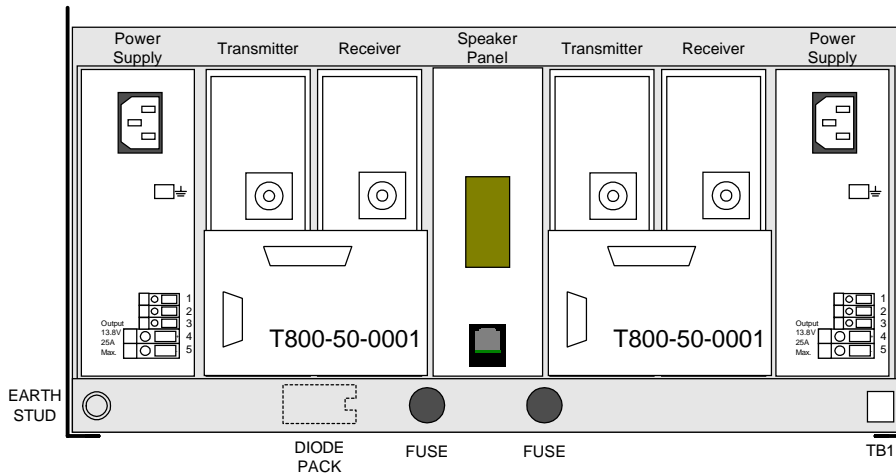 Power
Supply
Transmitter
Receiver
Speaker
Panel
Transmitter
Receiver
Power
Supply
1
2
3
4
5
Output
13.8V
25A
Max.
T800-50-0001
T800-50-0001
1
2
3
4
5
Output
13.8V
25A
Max.
EARTH
STUD
DIODE
PACK
FUSE
FUSE
TB1